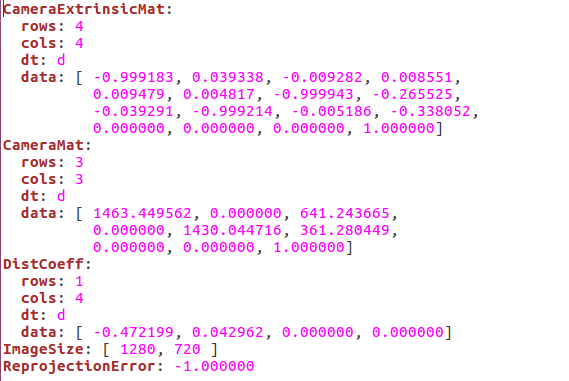 CameraExtrinsicMat:
  rows: 4
  cols: 4
  dt: d
  data: [ -0.999183, 0.039338, -0.009282, 0.008551,
          0.009479, 0.004817, -0.999943, -0.265525,
          -0.039291, -0.999214, -0.005186, -0.338052,
          0.000000, 0.000000, 0.000000, 1.000000]
CameraMat:
  rows: 3
  cols: 3
  dt: d
  data: [ 1463.449562, 0.000000, 641.243665,
          0.000000, 1430.044716, 361.280449,
          0.000000, 0.000000, 1.000000]
DistCoeff:
  rows: 1
  cols: 4
  dt: d
  data: [ -0.472199, 0.042962, 0.000000, 0.000000]
ImageSize: [ 1280, 720 ]
ReprojectionError: -1.000000